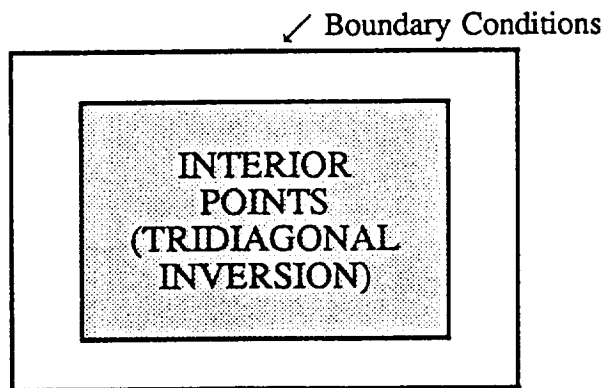 Boundary Conditions
INTERIOR
POINTS
(TRIDIAGONAL
INVERSION)